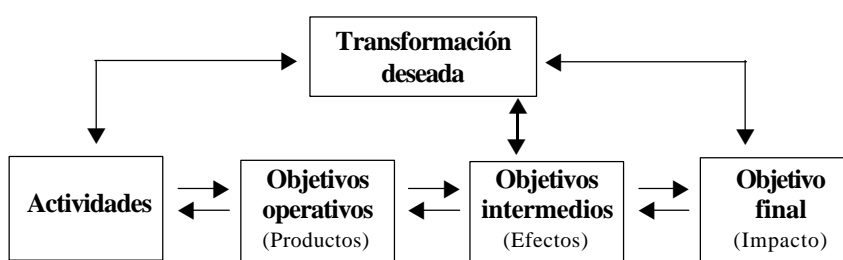 Transformación
deseada
Actividades
Objetivos
operativos
(Productos)
Objetivos
intermedios
(Efectos)
Objetivo
final
(Impacto)